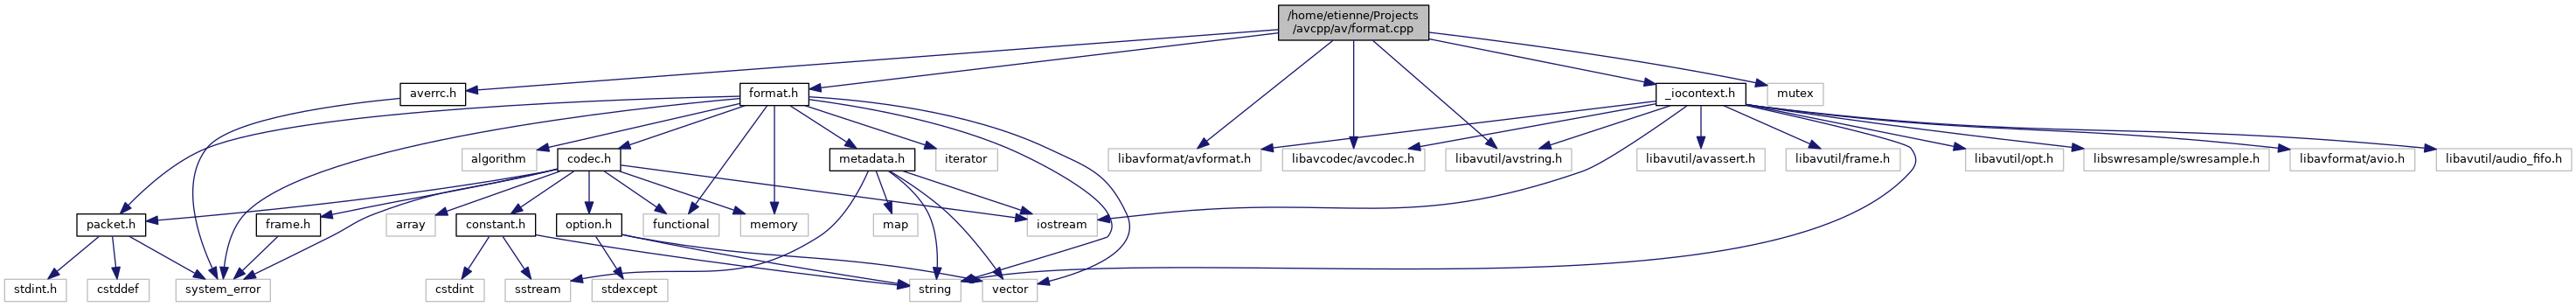 /home/etienne/Projects
/avcpp/av/format.cpp
averrc.h
format.h
_iocontext.h
mutex
algorithm
codec.h
metadata.h
iterator
libavformat/avformat.h
libavcodec/avcodec.h
libavutil/avstring.h
libavutil/avassert.h
libavutil/frame.h
libavutil/opt.h
libswresample/swresample.h
libavformat/avio.h
libavutil/audio_fifo.h
packet.h
frame.h
array
constant.h
option.h
functional
memory
map
iostream
stdint.h
cstddef
system_error
cstdint
sstream
stdexcept
string
vector